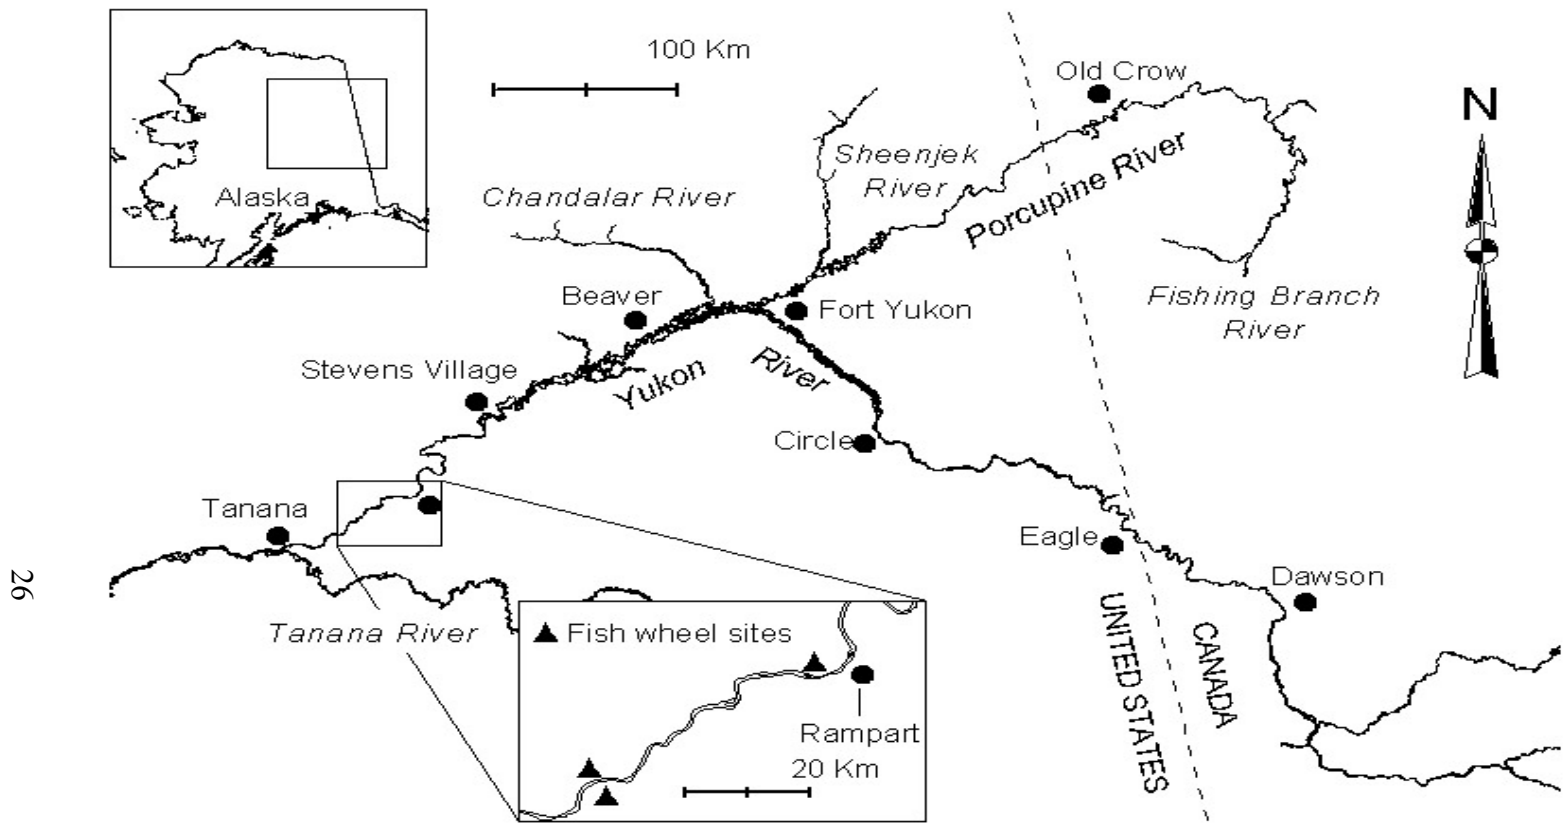 100 Km
Old Crow
N
Sheenjek
River
Chandalar River
Porcupine River
Alaska
Beaver
Fort Yukon
Fishing Branch
River
Stevens Village
Yukon
River
Circle
Tanana
Eagle
Dawson
26
Tanana River
Fish wheel sites
UNITED STATES
CANADA
Rampart
20 Km